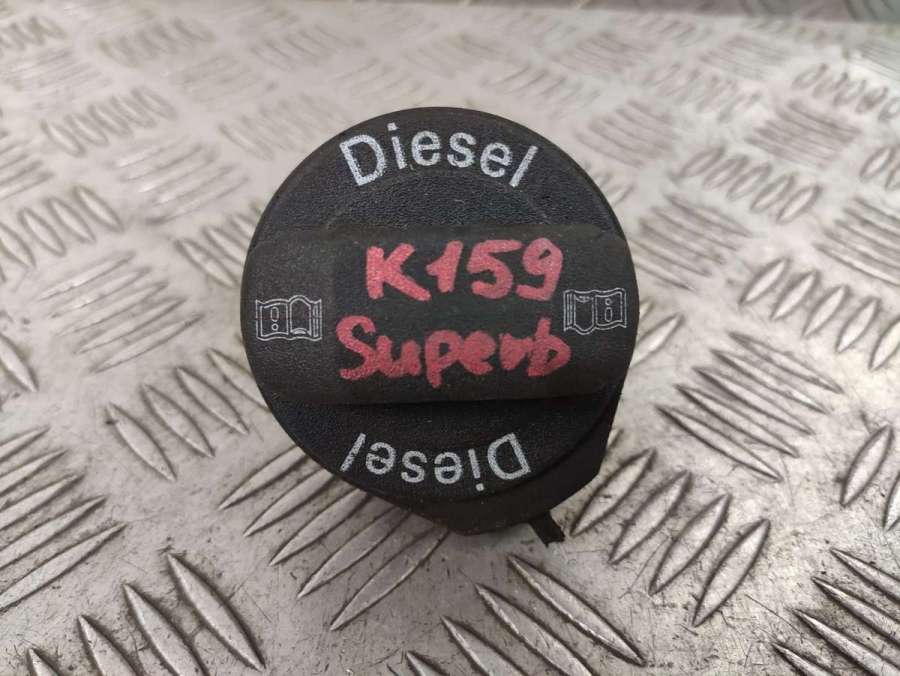 Diesel
K159
Superb
Diesel